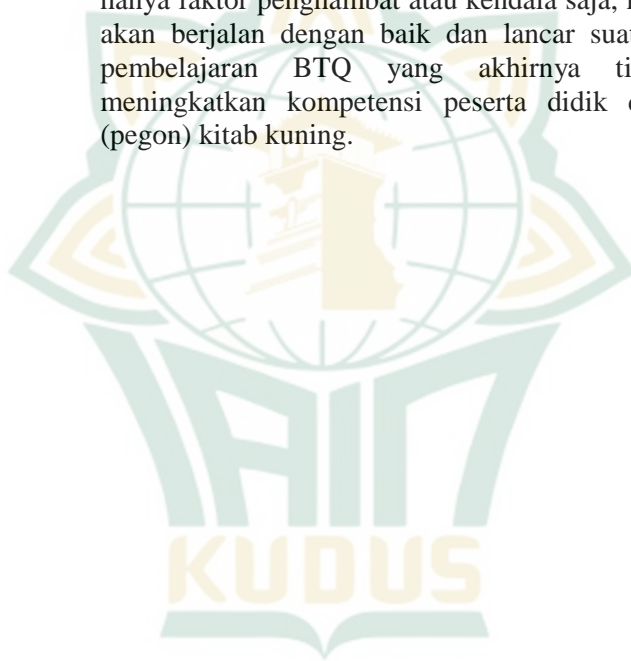 hanya faktor penghambat atau kendala saja,
akan berjalan dengan baik dan lancar
pembelajaran BTQ yang akhirnya
meningkatkan kompetensi peserta didik
(pegon) kitab kuning.
IAIN
KUDUS